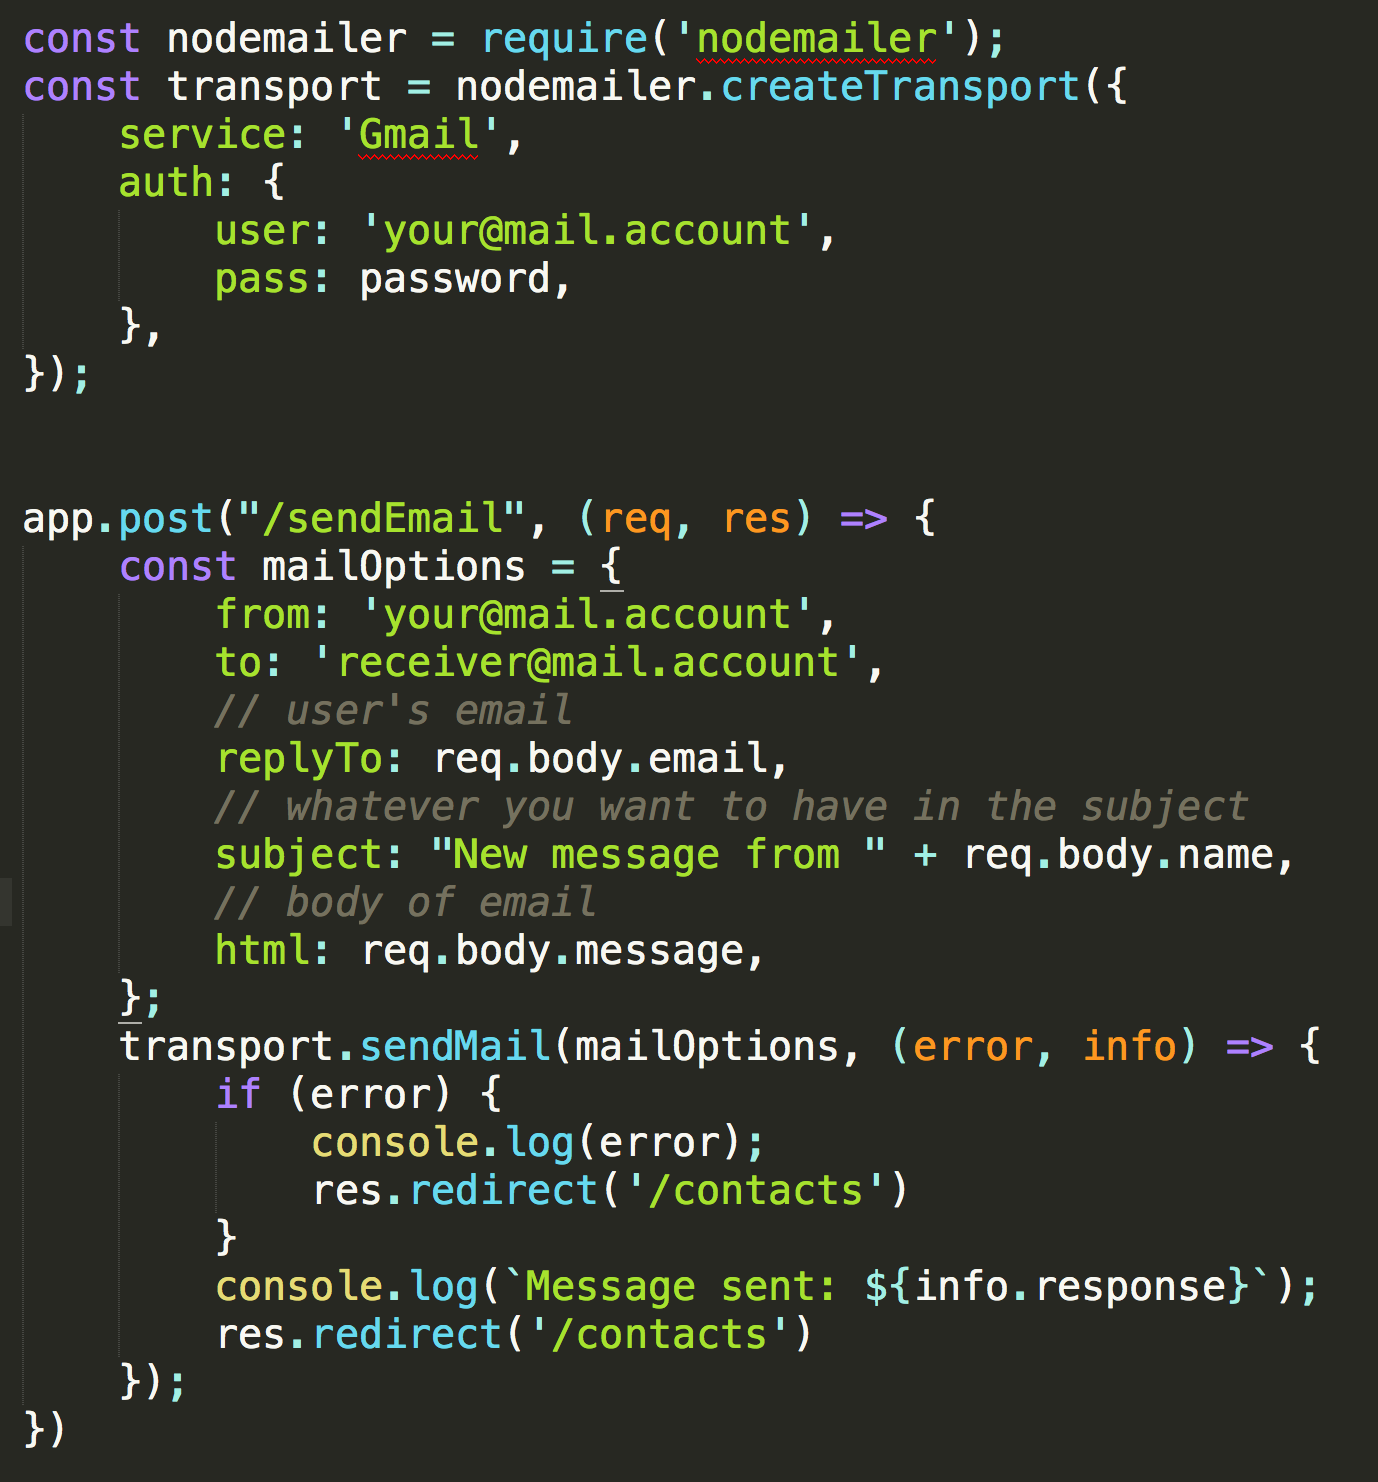 const nodemailer = require('nodemailer');
const transport = nodemailer.createTransport({
    service: 'Gmail',
    auth: {
        user: 'your@mail.account',
        pass: password,
    },
});
app.post("/sendEmail", (req, res) => {
    const mailOptions = {
        from: 'your@mail.account',
        to: 'receiver@mail.account',
        // user's email
        replyTo: req.body.email,
        // whatever you want to have in the subject
        subject: "New message from " + req.body.name,
        // body of email
        html: req.body.message,
    };
    transport.sendMail(mailOptions, (error, info) => {
        if (error) {
            console.log(error);
            res.redirect('/contacts')
        }
        console.log(`Message sent: ${info.response}`);
        res.redirect('/contacts')
    });
})